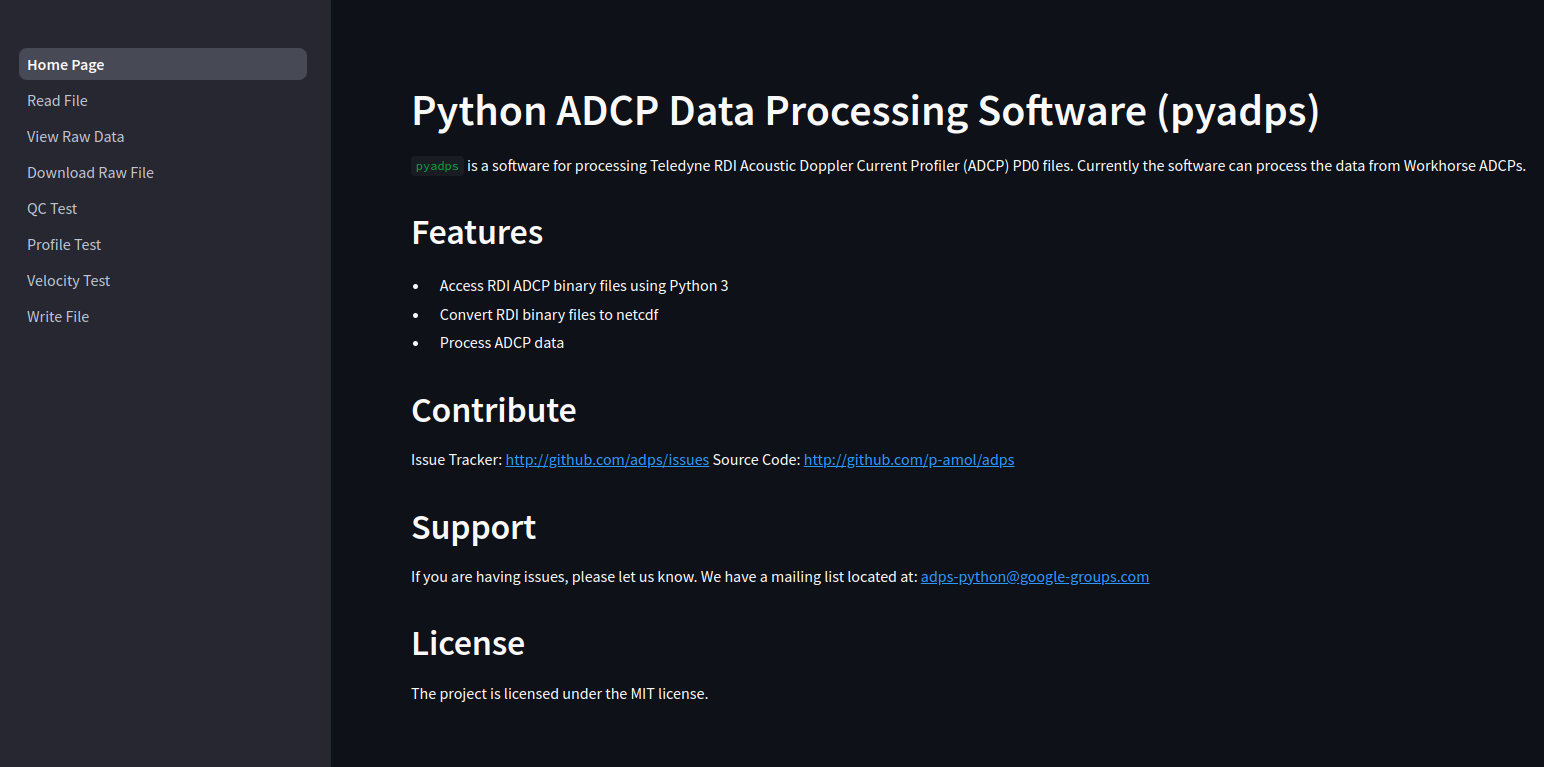 Home Page
Read File
View Raw Data
Download Raw File
QC Test
Profile Test
Velocity Test
Write File
Python ADCP Data Processing Software (pyadps)
pyadps is a software for processing Teledyne RDI Acoustic Doppler Current Profiler (ADCP) PD0 files. Currently the software can process the data from Workhorse ADCPs.
Features
• Access RDI ADCP binary files using Python 3
• Convert RDI binary files to netcdf
• Process ADCP data
Contribute
Issue Tracker: http://github.com/adps/issues Source Code: http://github.com/p-amol/adps
Support
If you are having issues, please let us know. We have a mailing list located at: adps-python@google-groups.com
License
The project is licensed under the MIT license.